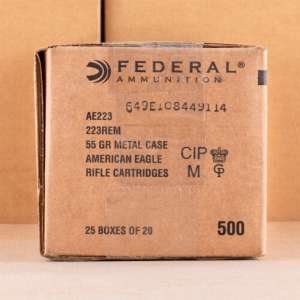 FEDERAL®
AMMUNITION
649E108449114
AE223
223REM
55 GR METAL CASE
AMERICAN EAGLE
RIFLE CARTRIDGES
CIP
M GP
25 BOXES OF 20
500